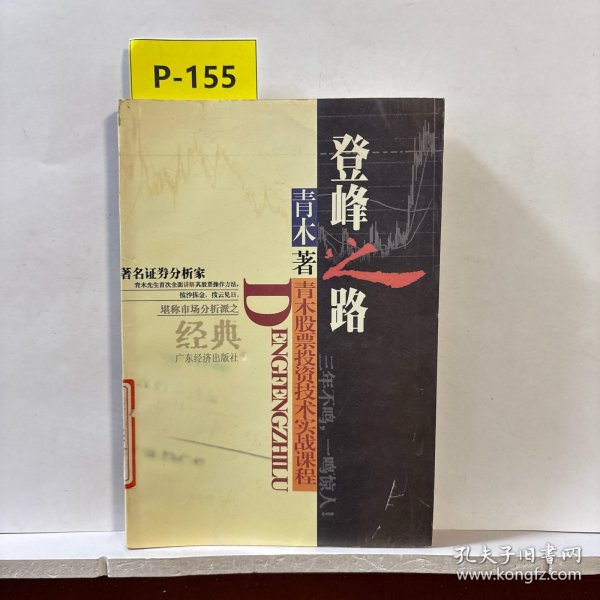 P-155
登峰之路
青木 著
青木股票投资技术实战课程
DENGFENGZHILU
三年不鸣，一鸣惊人！
著名证券分析家
青木先生首次全面讲解其股票操作方法，
披沙拣金，拨云见日，
堪称市场分析派之
经典
广东经济出版社
孔夫子旧书网
www.kongfz.com